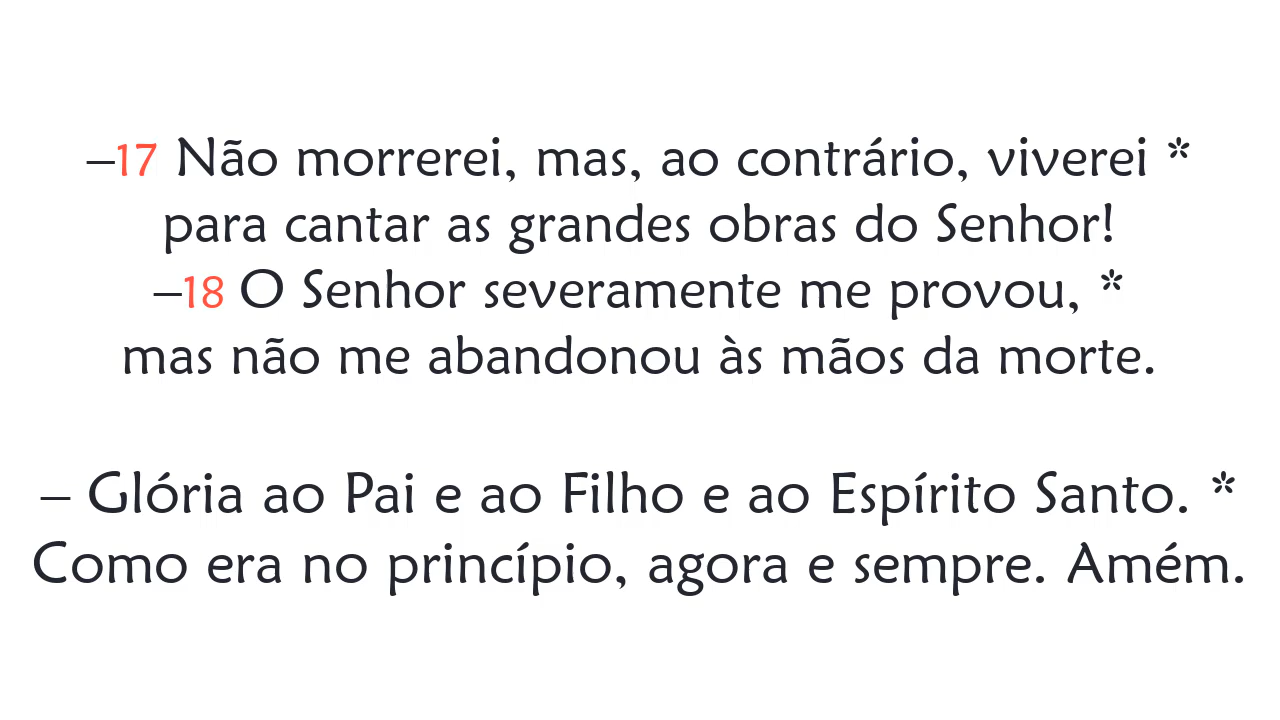 –17 Não morrerei, mas, ao contrário, viverei *
para cantar as grandes obras do Senhor!
–18 O Senhor severamente me provou, *
mas não me abandonou às mãos da morte.
– Glória ao Pai e ao Filho e ao Espírito Santo. *
Como era no princípio, agora e sempre. Amém.